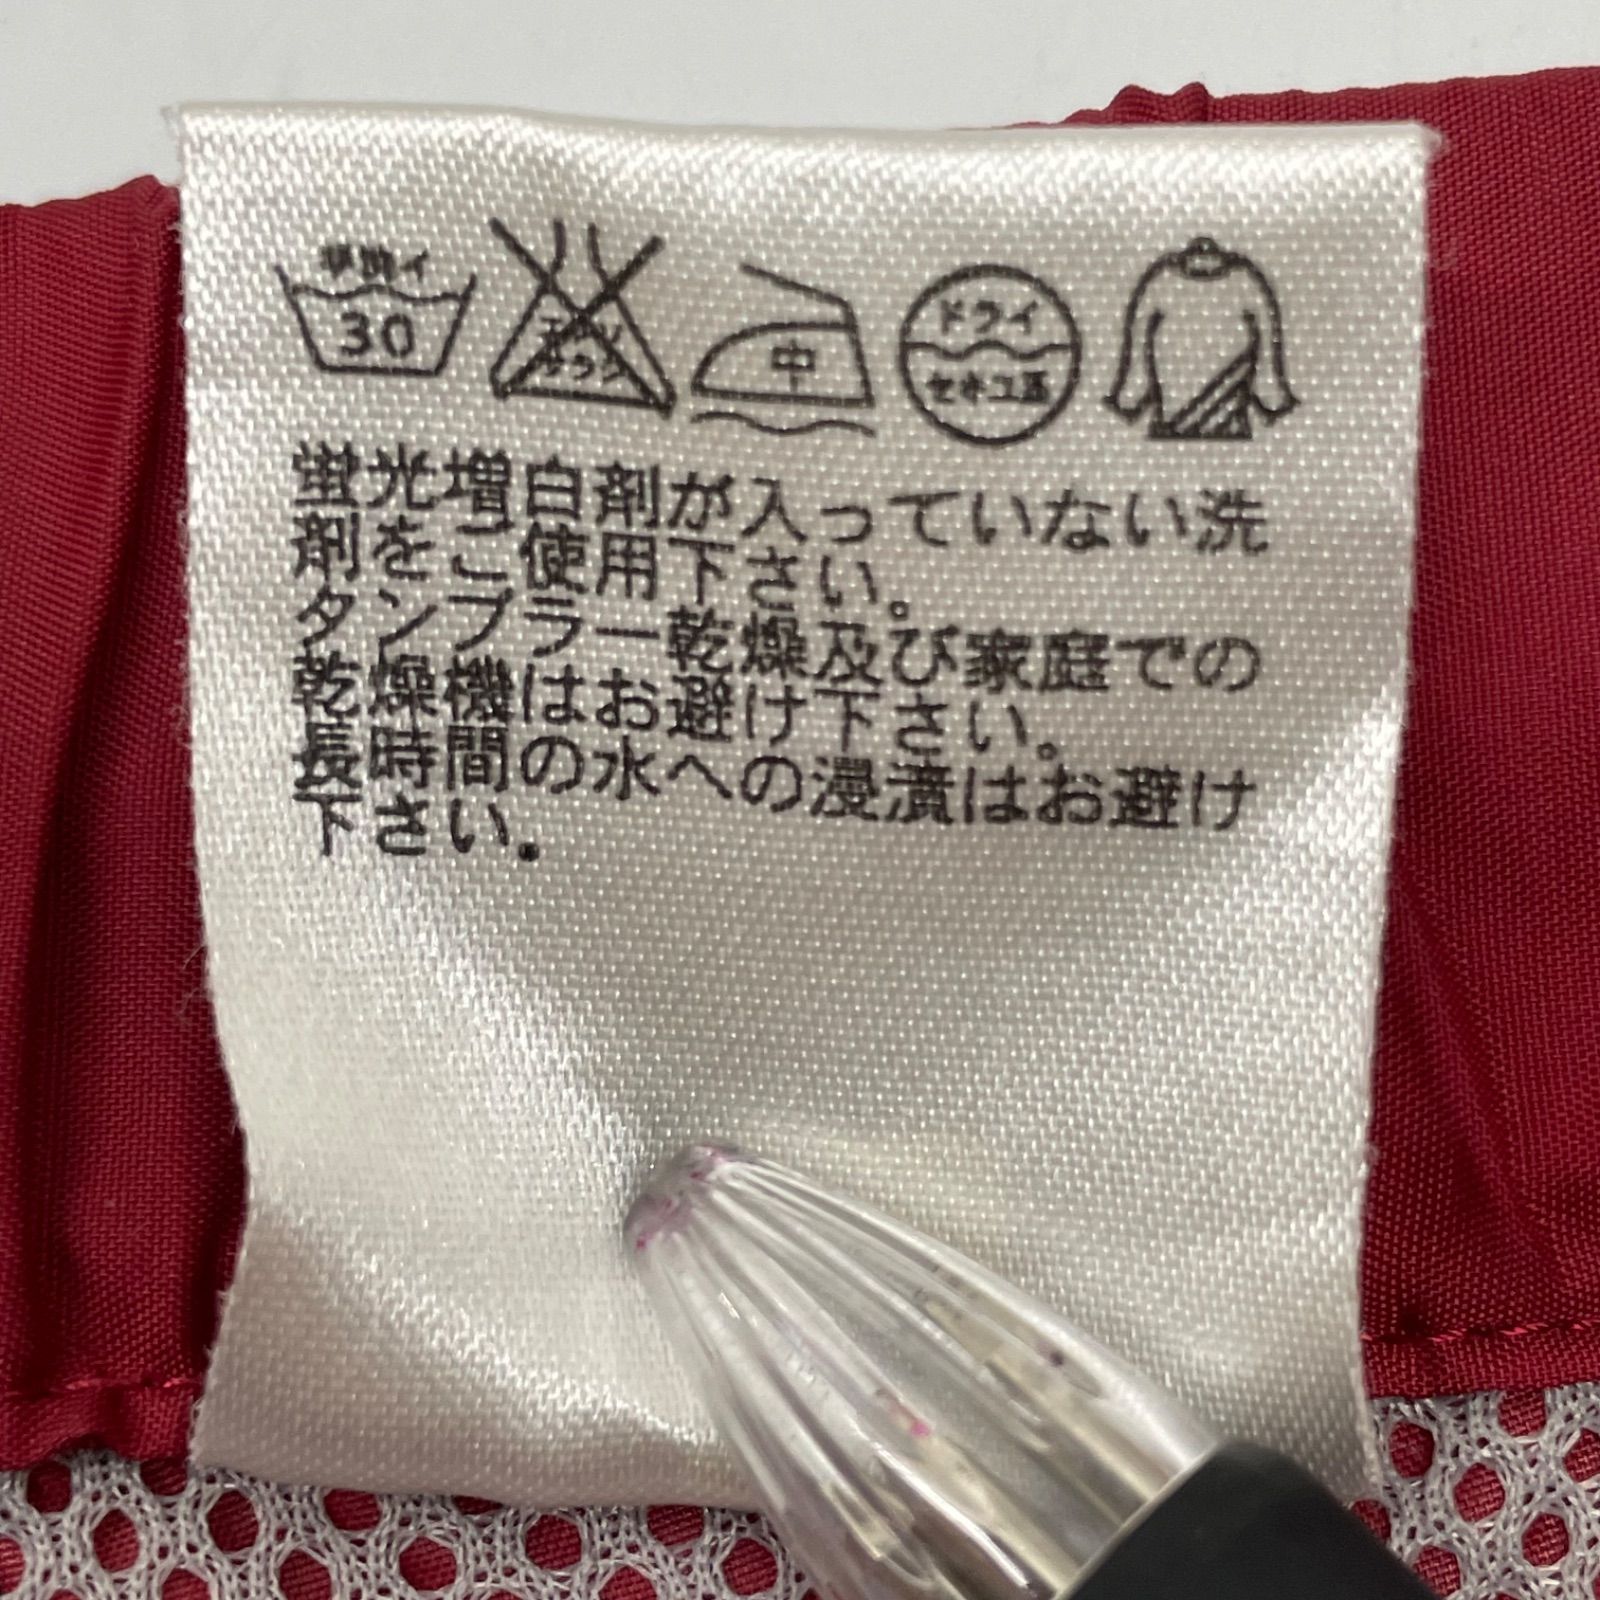 30
中
ドライ
セキユ系
蛍光増白剤が入っていない洗
剤をご使用下さい。
タンブラー乾燥及び家庭での
乾燥機はお避け下さい。
長時間の水への浸漬はお避け
下さい。